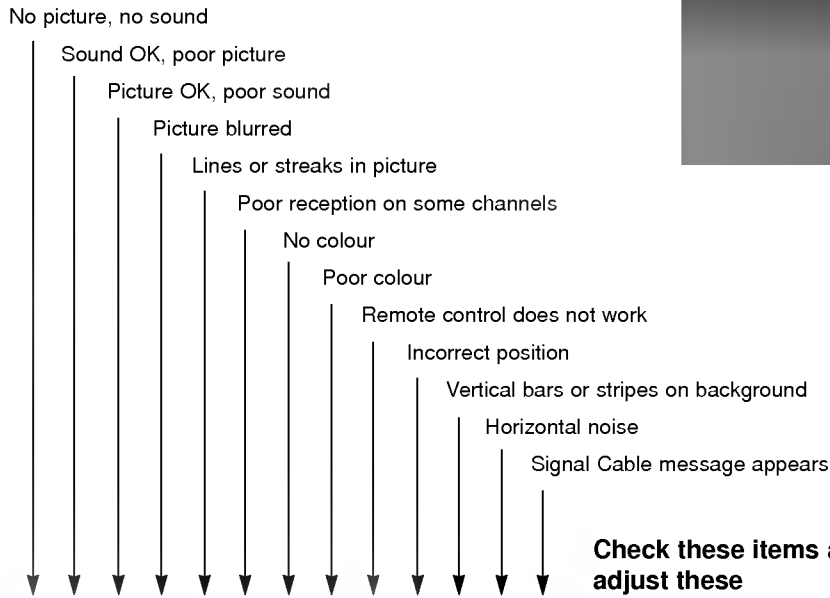 No picture, no sound
Sound OK, poor picture
Picture OK, poor sound
Picture blurred
Lines or streaks in picture
Poor reception on some channels
No colour
Poor colour
Remote control does not work
Incorrect position
Vertical bars or stripes on background
Horizontal noise
Signal Cable message appears
Check these items
adjust these